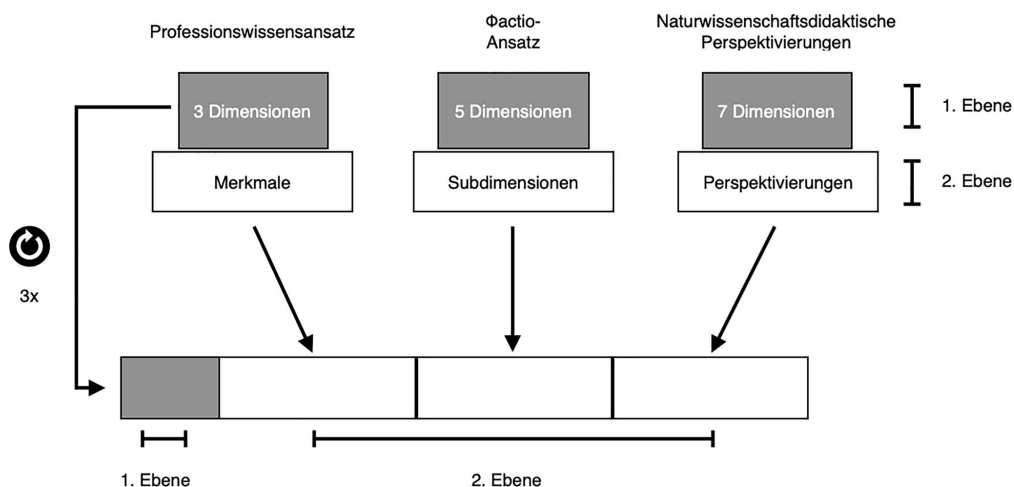 Professionswissensansatz
Φactio-
Ansatz
Naturwissenschaftsdidaktische
Perspektivierungen
3 Dimensionen
5 Dimensionen
7 Dimensionen
1. Ebene
Merkmale
Subdimensionen
Perspektivierungen
2. Ebene
3x
1. Ebene
2. Ebene